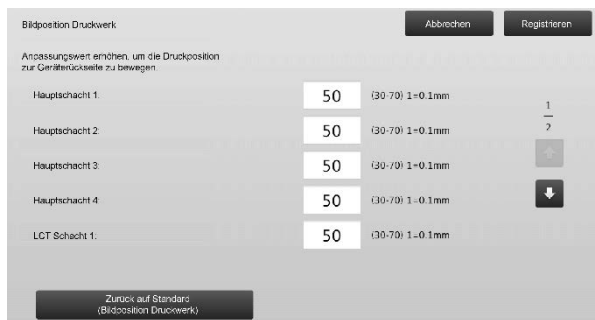 Bildposition Druckwerk
Abbrechen
Registrieren
Anpassungswert erhöhen, um die Druckposition
zur Geräterückseite zu bewegen.
Hauptschacht 1: 50 (30-70) 1=0.1mm
Hauptschacht 2: 50 (30-70) 1=0.1mm
Hauptschacht 3: 50 (30-70) 1=0.1mm
Hauptschacht 4: 50 (30-70) 1=0.1mm
LCT Schacht 1: 50 (30-70) 1=0.1mm
1
2
Zurück auf Standard
(Bildposition Druckwerk)